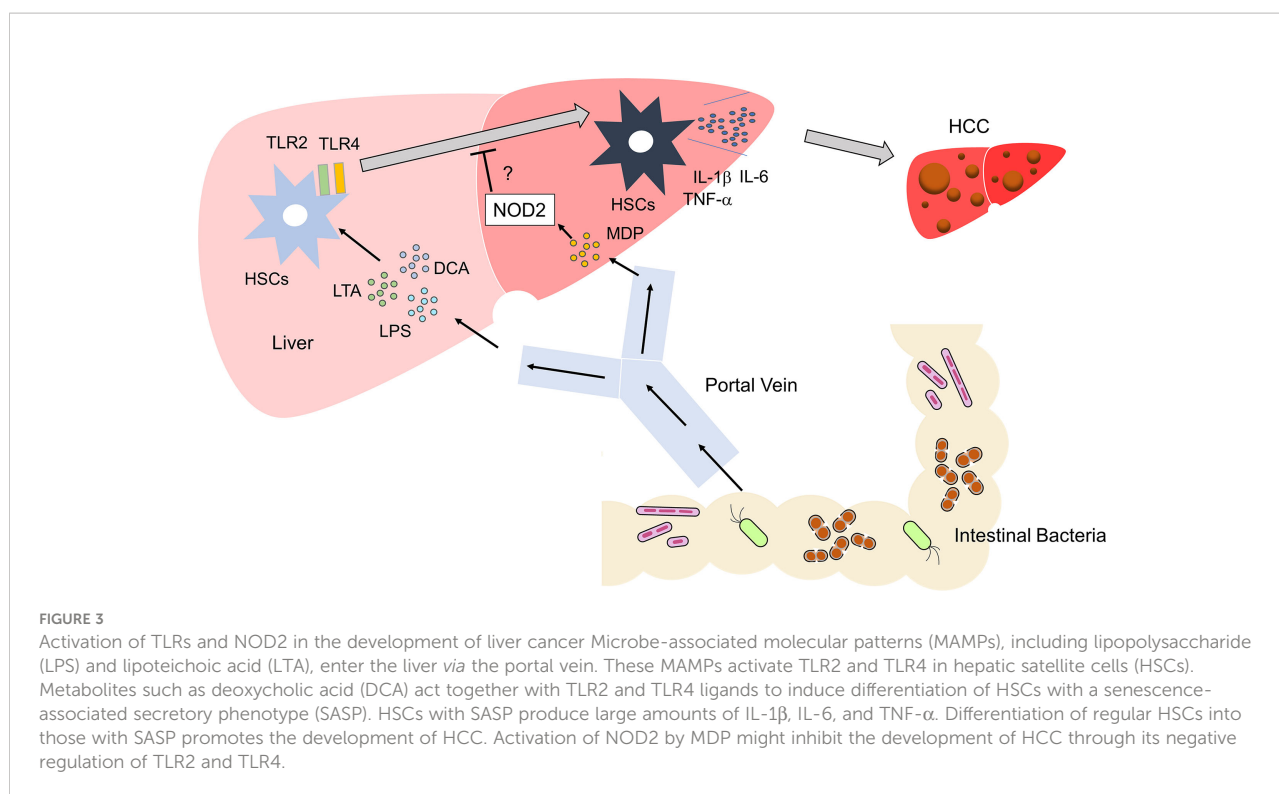 HCC
TLR2 TLR4
?
IL-1β IL-6
TNF-α
HSCs
NOD2
MDP
HSCs
DCA
LTA
LPS
Liver
Portal Vein
Intestinal Bacteria
FIGURE 3
Activation of TLRs and NOD2 in the development of liver cancer Microbe-associated molecular patterns (MAMPs), including lipopolysaccharide
(LPS) and lipoteichoic acid (LTA), enter the liver via the portal vein. These MAMPs activate TLR2 and TLR4 in hepatic satellite cells (HSCs).
Metabolites such as deoxycholic acid (DCA) act together with TLR2 and TLR4 ligands to induce differentiation of HSCs with a senescence-
associated secretory phenotype (SASP). HSCs with SASP produce large amounts of IL-1β, IL-6, and TNF-α. Differentiation of regular HSCs into
those with SASP promotes the development of HCC. Activation of NOD2 by MDP might inhibit the development of HCC through its negative
regulation of TLR2 and TLR4.